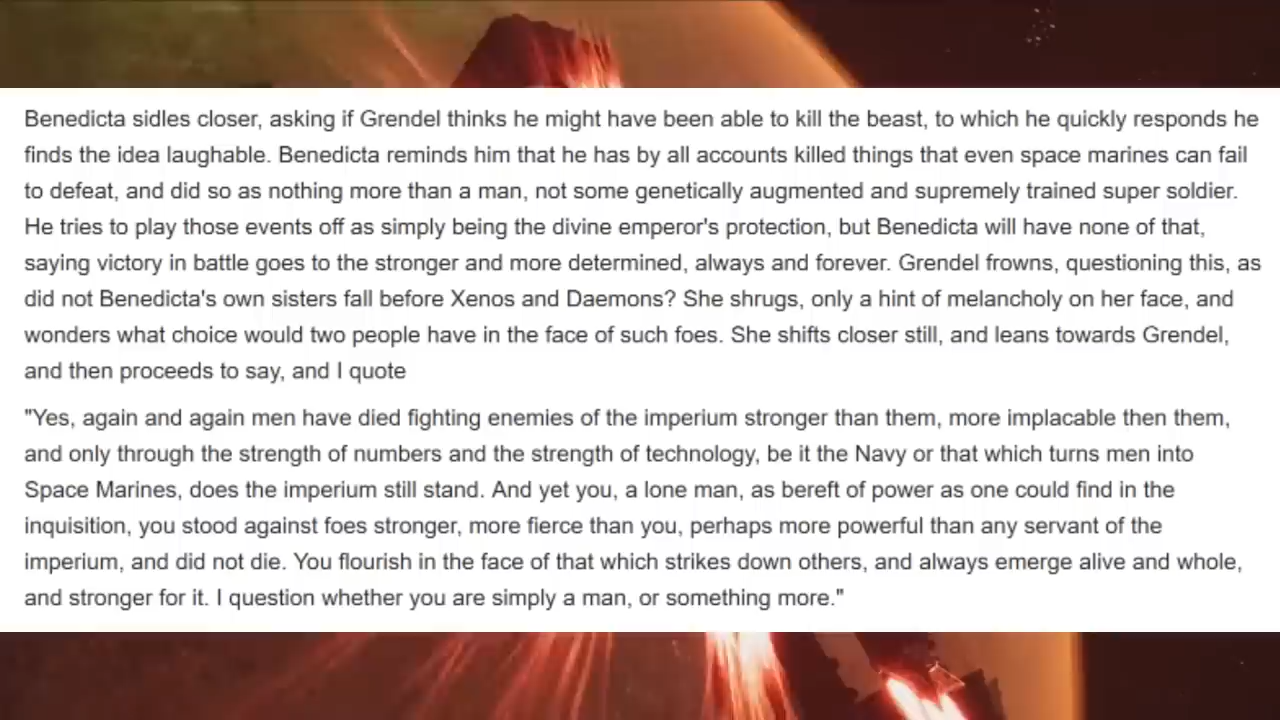 Benedicta sidles closer, asking if Grendel thinks he might have been able to kill the beast, to which he quickly responds he
finds the idea laughable. Benedicta reminds him that he has by all accounts killed things that even space marines can fail
to defeat, and did so as nothing more than a man, not some genetically augmented and supremely trained super soldier.
He tries to play those events off as simply being the divine emperor's protection, but Benedicta will have none of that,
saying victory in battle goes to the stronger and more determined, always and forever. Grendel frowns, questioning this, as
did not Benedicta's own sisters fall before Xenos and Daemons? She shrugs, only a hint of melancholy on her face, and
wonders what choice would two people have in the face of such foes. She shifts closer still, and leans towards Grendel,
and then proceeds to say, and I quote
"Yes, again and again men have died fighting enemies of the imperium stronger than them, more implacable then them,
and only through the strength of numbers and the strength of technology, be it the Navy or that which turns men into
Space Marines, does the imperium still stand. And yet you, a lone man, as bereft of power as one could find in the
inquisition, you stood against foes stronger, more fierce than you, perhaps more powerful than any servant of the
imperium, and did not die. You flourish in the face of that which strikes down others, and always emerge alive and whole,
and stronger for it. I question whether you are simply a man, or something more."